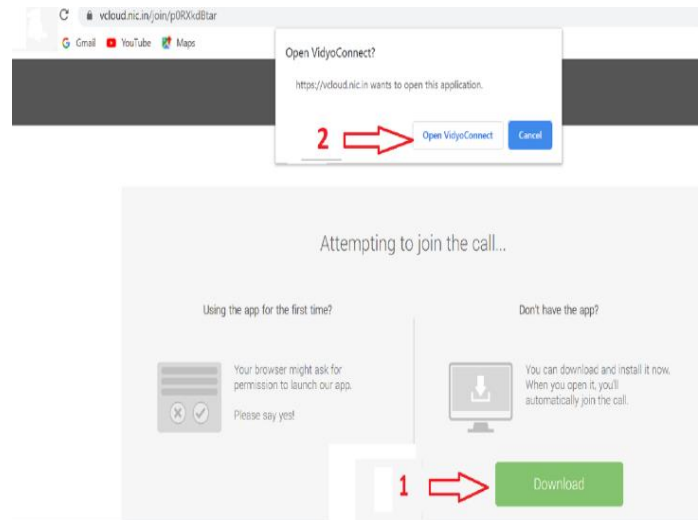 vcloud.nic.in/join/p0RXkdBtar
Gmail YouTube Maps
Open VidyoConnect?
https://vcloud.nic.in wants to open this application.
2
Open VidyoConnect Cancel
Attempting to join the call...
Using the app for the first time?
Your browser might ask for
permission to launch our app.
Please say yes!
Don't have the app?
You can download and install it now.
When you open it, you'll
automatically join the call.
1
Download